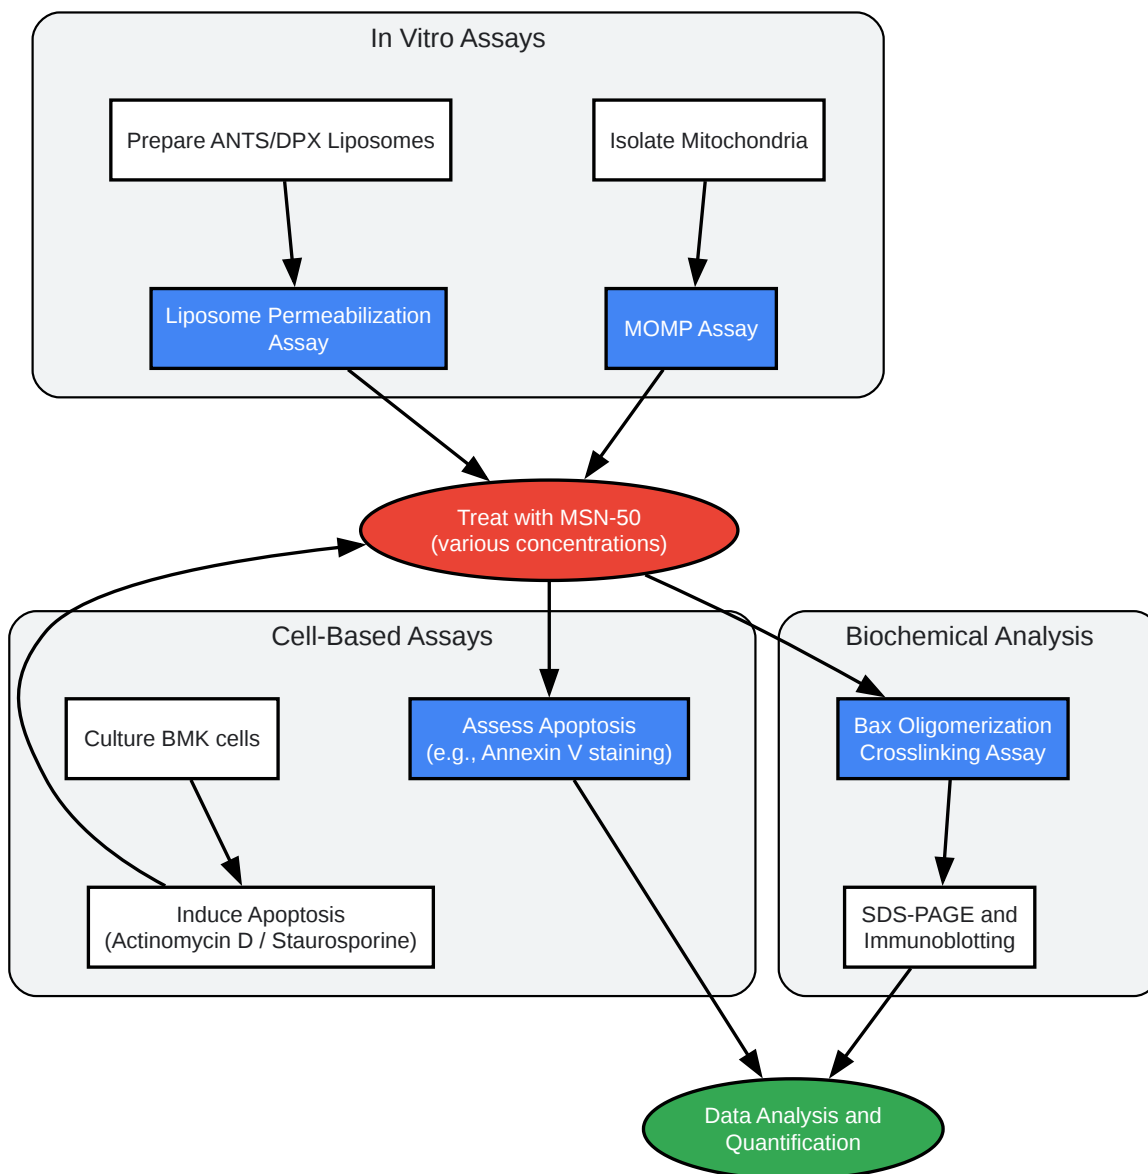 In Vitro Assays
Prepare ANTS/DPX Liposomes
Isolate Mitochondria
Liposome Permeabilization
Assay
MOMP Assay
Treat with MSN-50
(various concentrations)
Cell-Based Assays
Biochemical Analysis
Culture BMK cells
Assess Apoptosis
(e.g., Annexin V staining)
Bax Oligomerization
Crosslinking Assay
Induce Apoptosis
(Actinomycin D / Staurosporine)
SDS-PAGE and
Immunoblotting
Data Analysis and
Quantification